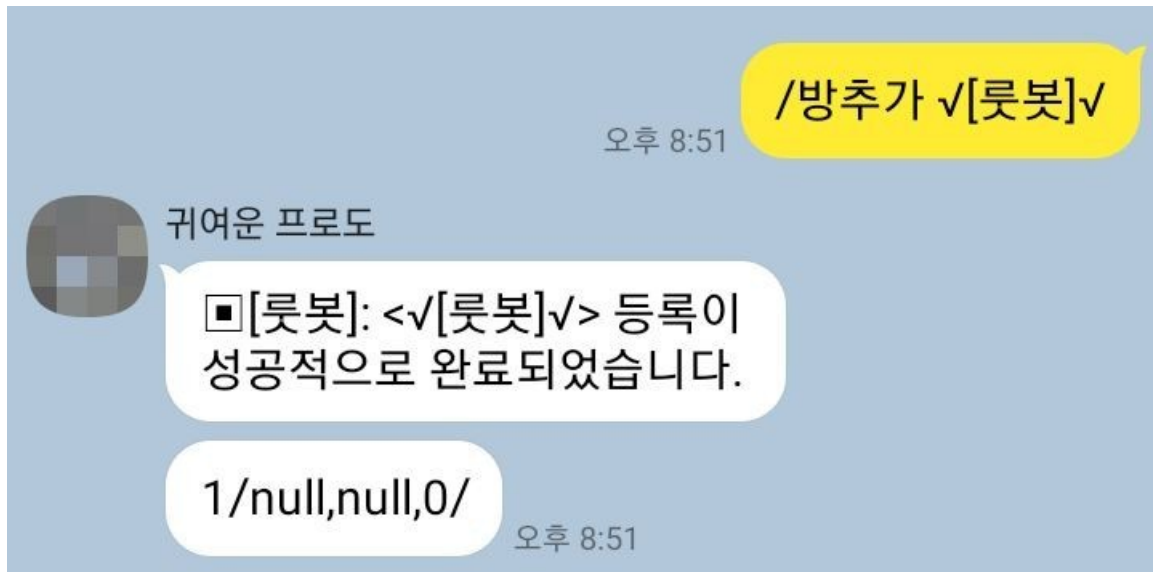 /방추가 √[룻봇]√
오후 8:51
귀여운 프로도
▣[룻봇]: <√[룻봇]√> 등록이
성공적으로 완료되었습니다.
1/null,null,0/
오후 8:51